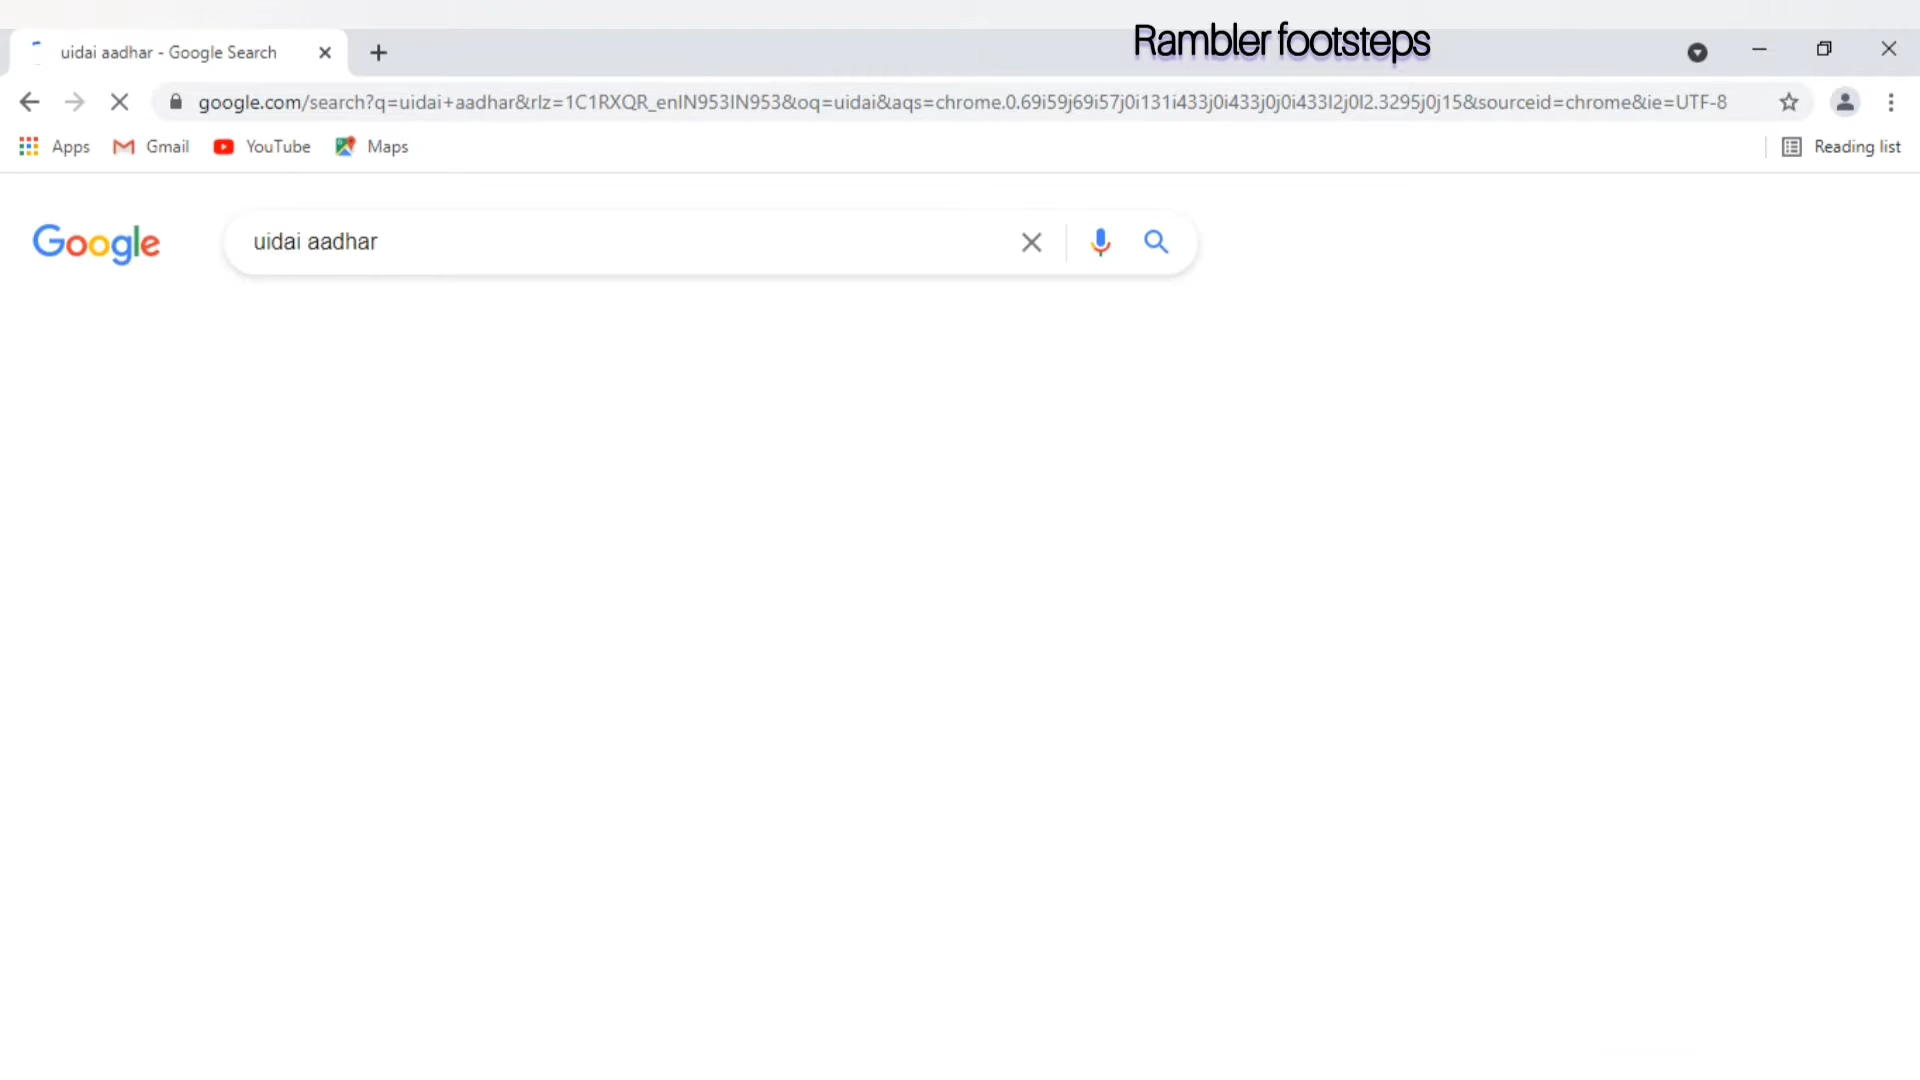 Rambler footsteps
uidai aadhar - Google Search
google.com/search?q=uidai+aadhar&rlz=1C1RXQR_enIN953IN953&oq=uidai&aqs=chrome.0.69i59j69i57j0i131i433j0i433j0j0i433l2j0l2.3295j0j15&sourceid=chrome&ie=UTF-8
Apps Gmail YouTube Maps Reading list
Google uidai aadhar